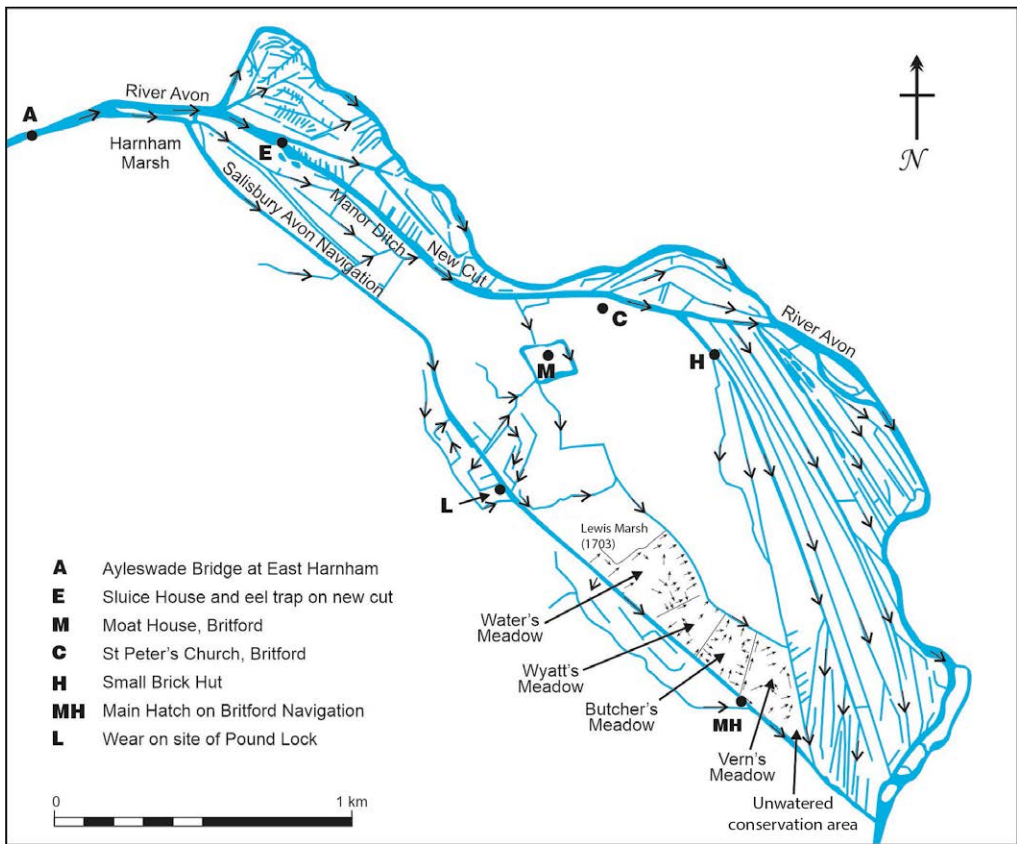 River Avon
A
Harnham
Marsh
N
E
Salisbury Avon Navigation
Manor Ditch
New Cut
C
River Avon
M
H
L
Lewis Marsh
(1703)
Water's
Meadow
Wyatt's
Meadow
Butcher's
Meadow
MH
Vern's
Meadow
Unwatered
conservation area
A Ayleswade Bridge at East Harnham
E Sluice House and eel trap on new cut
M Moat House, Britford
C St Peter's Church, Britford
H Small Brick Hut
MH Main Hatch on Britford Navigation
L Wear on site of Pound Lock
0 1 km